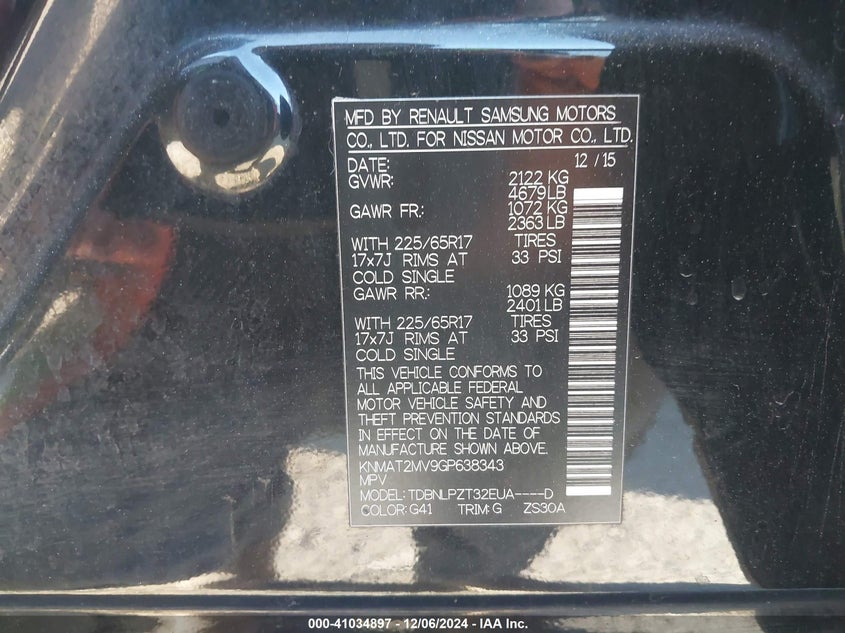 MFD BY RENAULT SAMSUNG MOTORS
CO., LTD. FOR NISSAN MOTOR CO., LTD.
DATE: 12 / 15
GVWR: 2122 KG
4679LB
GAWR FR.: 1072 KG
2363 LB
WITH 225/65R17 TIRES
17x7J RIMS AT 33 PSI
COLD SINGLE
GAWR RR.: 1089 KG
2401LB
WITH 225/65R17 TIRES
17x7J RIMS AT 33 PSI
COLD SINGLE
THIS VEHICLE CONFORMS TO
ALL APPLICABLE FEDERAL
MOTOR VEHICLE SAFETY AND
THEFT PREVENTION STANDARDS
IN EFFECT ON THE DATE OF
MANUFACTURE SHOWN ABOVE.
KNMAT2MV9GP638343
MPV
MODEL: TDBNLPZT32EUA----D
COLOR: G41 TRIM: G ZS30A
000-41034897 - 12/06/2024 - IAA Inc.